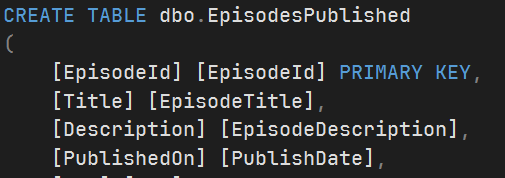 CREATE TABLE dbo.EpisodesPublished
(
[EpisodeId] [EpisodeId] PRIMARY KEY,
[Title] [EpisodeTitle],
[Description] [EpisodeDescription],
[PublishedOn] [PublishDate],